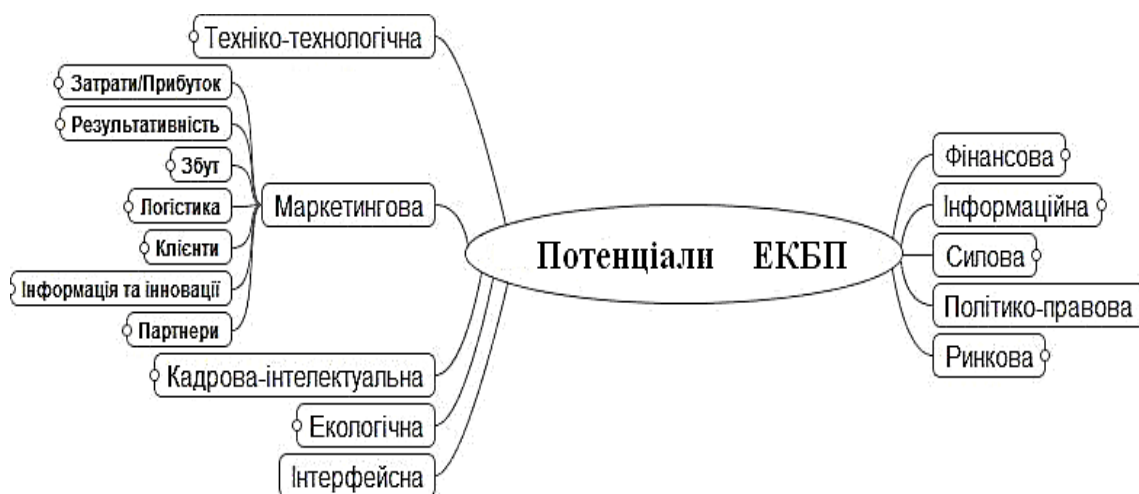 Техніко-технологічна
Затрати/Прибуток
Результативність
Збут
Логістика
Клієнти
Інформація та інновації
Партнери
Маркетингова
Кадрова-інтелектуальна
Екологічна
Інтерфейсна
Потенціали ЕКБП
Фінансова
Інформаційна
Силова
Політико-правова
Ринкова